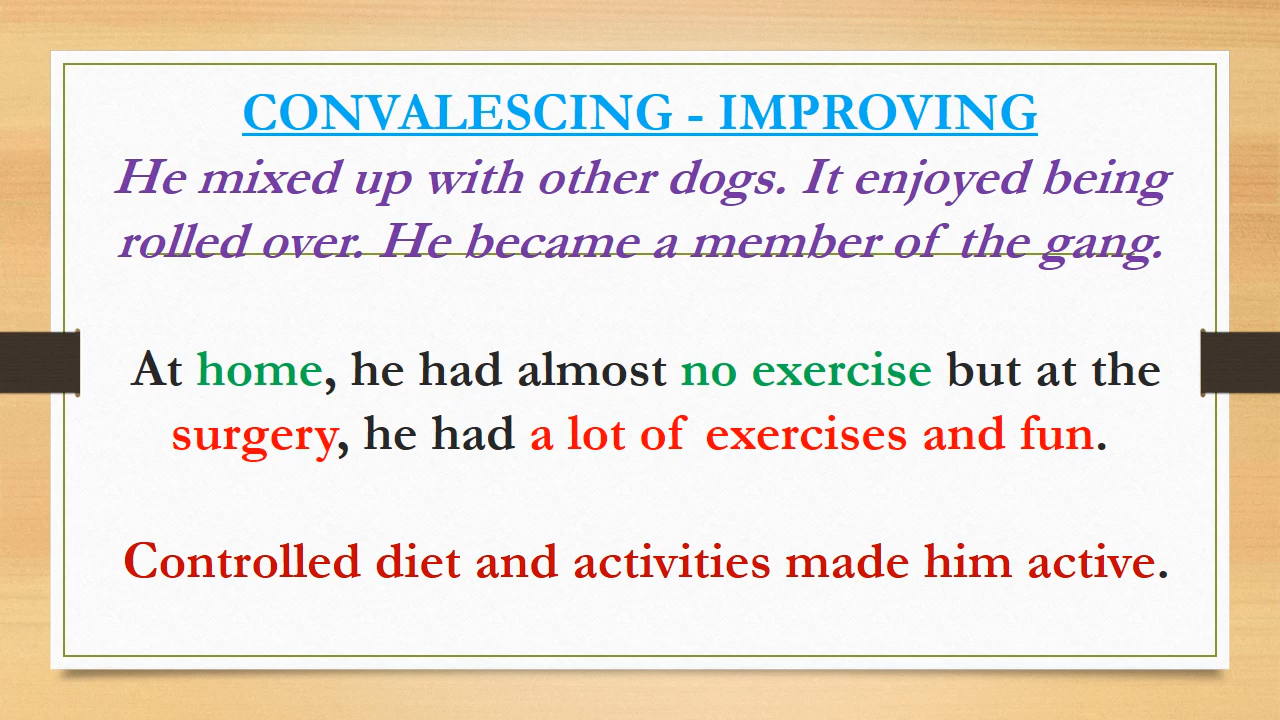 CONVALESCING - IMPROVING
He mixed up with other dogs. It enjoyed being
rolled over. He became a member of the gang.
At home, he had almost no exercise but at the
surgery, he had a lot of exercises and fun.
Controlled diet and activities made him active.